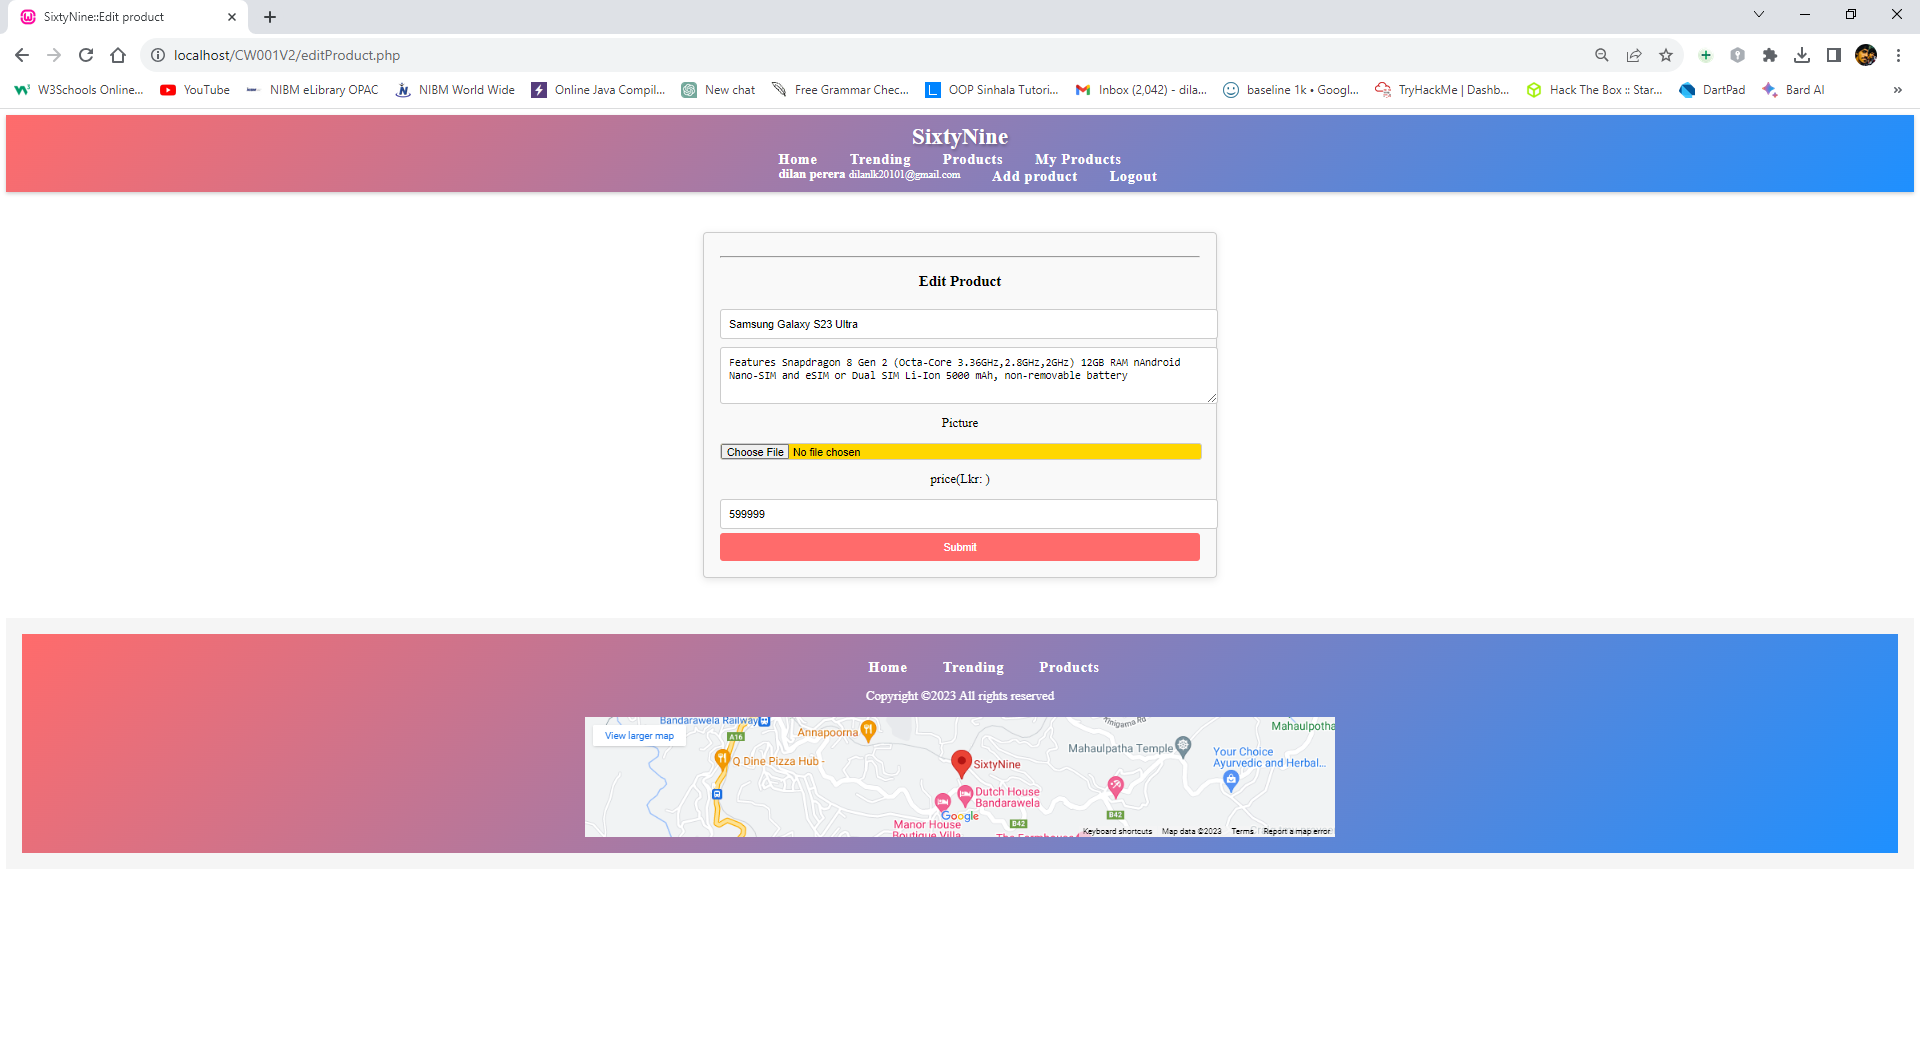 SixtyNine::Edit product
localhost/CW001V2/editProduct.php
W3Schools Online... YouTube NIBM eLibrary OPAC NIBM World Wide Online Java Compil... New chat Free Grammar Chec... OOP Sinhala Tutori... Inbox (2,042) - dila... baseline 1k • Googl... TryHackMe | Dashb... Hack The Box :: Star... DartPad Bard AI »
SixtyNine
Home Trending Products My Products
dilan perera dilanlk20101@gmail.com Add product Logout
Edit Product
Samsung Galaxy S23 Ultra
Features Snapdragon 8 Gen 2 (Octa-Core 3.36GHz,2.8GHz,2GHz) 12GB RAM nAndroid
Nano-SIM and eSIM or Dual SIM Li-Ion 5000 mAh, non-removable battery
Picture
Choose File No file chosen
price(Lkr: )
599999
Submit
Home Trending Products
Copyright ©2023 All rights reserved
Bandarawela Railway
Yinigama Rd
Mahaulpotha
View larger map
A16
Annapoorna
Mahaulpatha Temple
Your Choice
Ayurvedic and Herbal...
Q Dine Pizza Hub -
SixtyNine
Dutch House
Bandarawela
Google
B42
B42
Manor House
Boutique Villa
The Farmhouse
Keyboard shortcuts Map data ©2023 Terms Report a map error